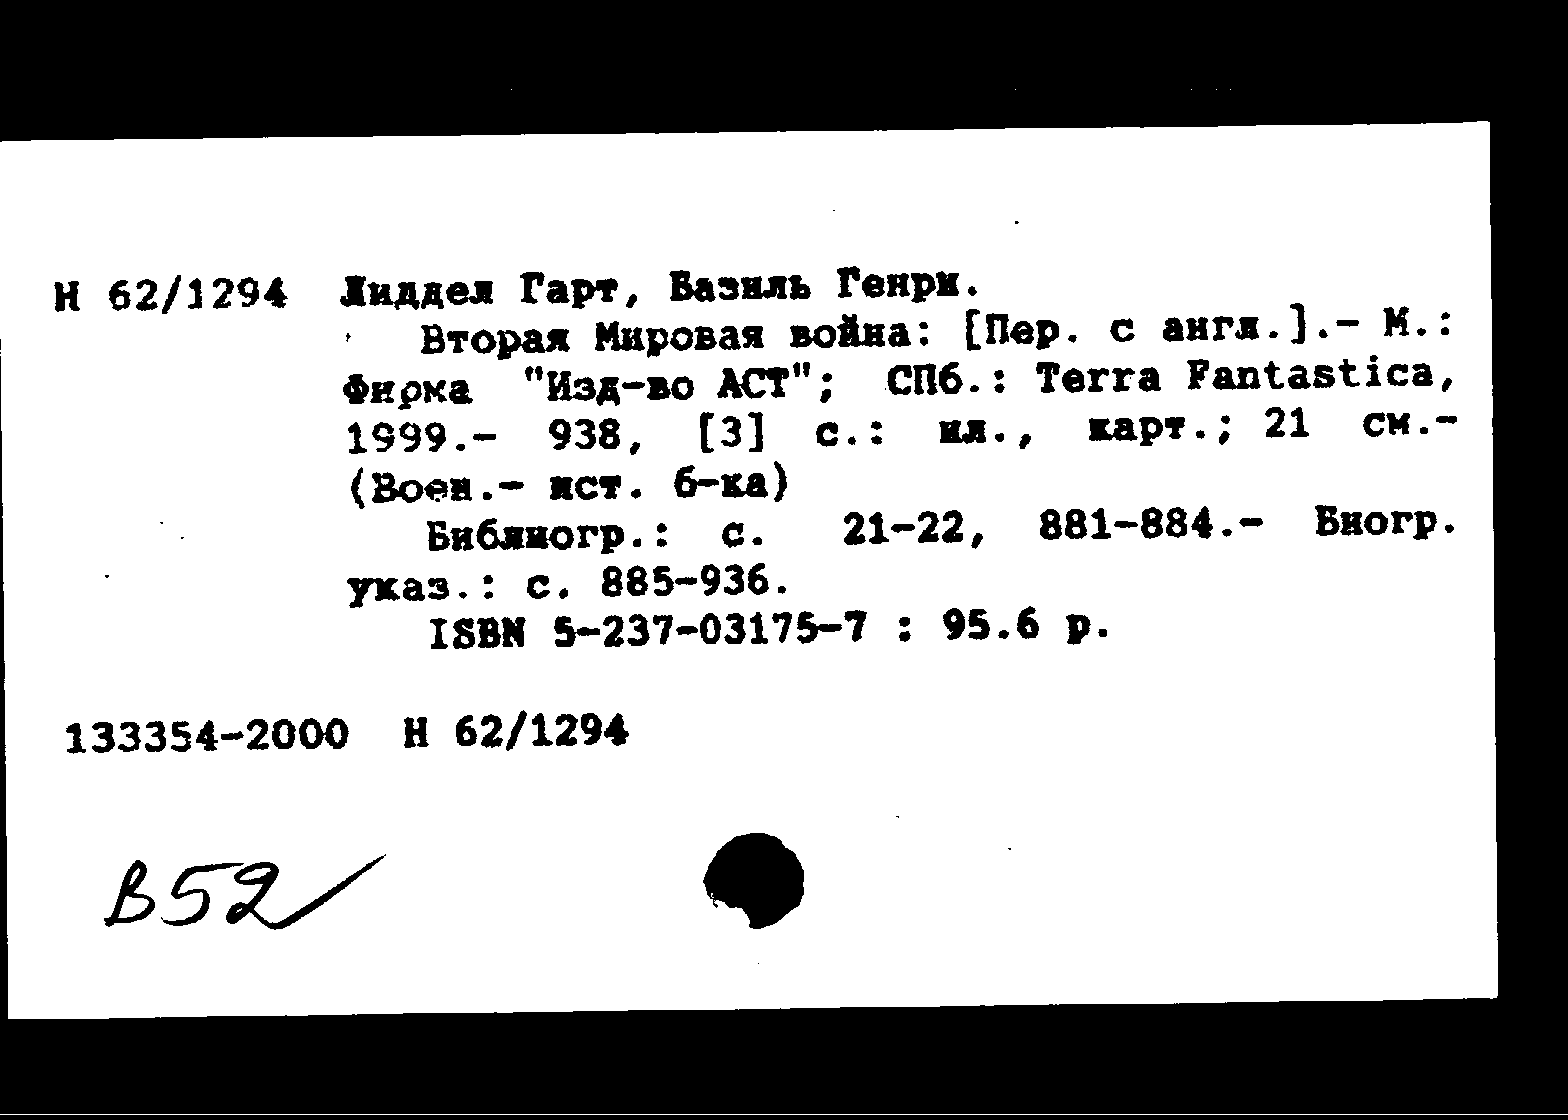 Н 62/1294 Лиддел Гарт, Базиль Генри.
Вторая Мировая война: [Пер. с англ.].- М.:
Фирма "Изд-во АСТ"; СПб.: Terra Fantastica,
1999.- 938, [3] с.: ил., карт.; 21 см.-
(Воен.- ист. б-ка)
Библиогр.: с. 21-22, 881-884.- Биогр.
указ.: с. 885-936.
ISBN 5-237-03175-7 : 95.6 р.
133354-2000 Н 62/1294
В52